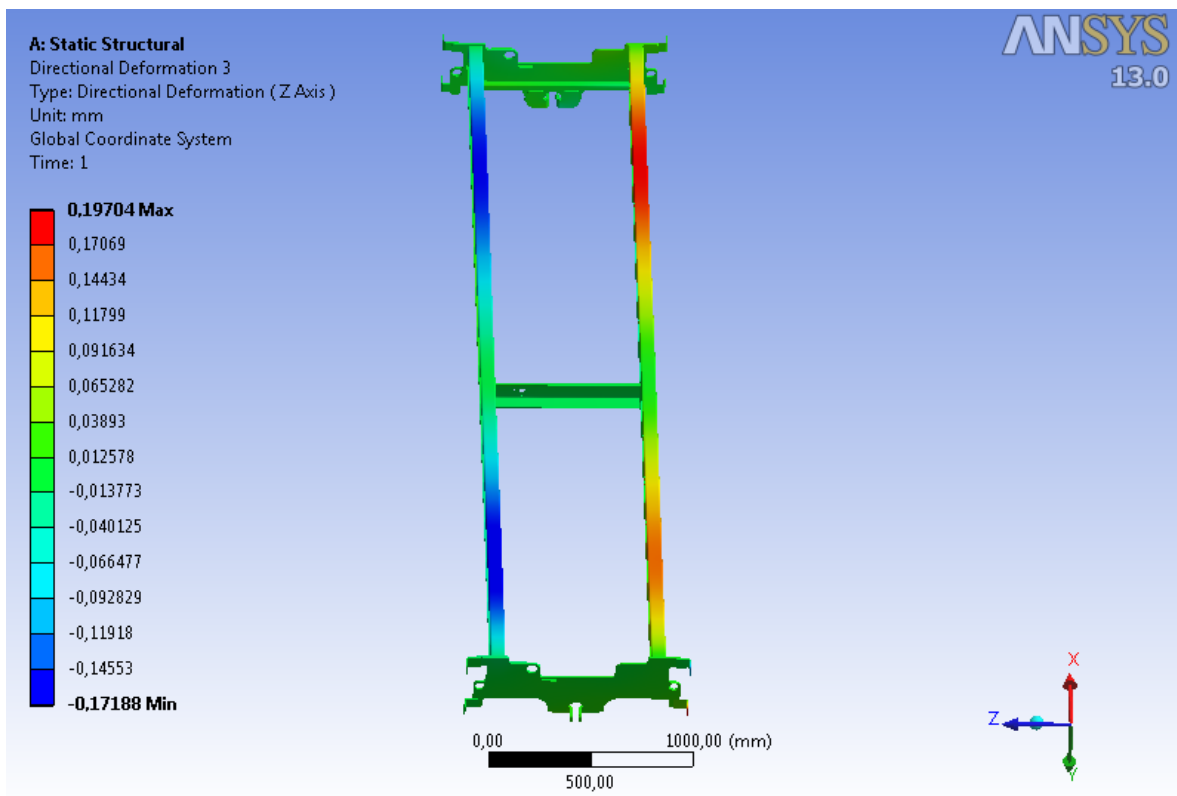 A: Static Structural
Directional Deformation 3
Type: Directional Deformation ( Z Axis )
Unit: mm
Global Coordinate System
Time: 1
0,19704 Max
0,17069
0,14434
0,11799
0,091634
0,065282
0,03893
0,012578
-0,013773
-0,040125
-0,066477
-0,092829
-0,11918
-0,14553
-0,17188 Min
ANSYS
13.0
0,00
1000,00 (mm)
500,00
X
Z
Y